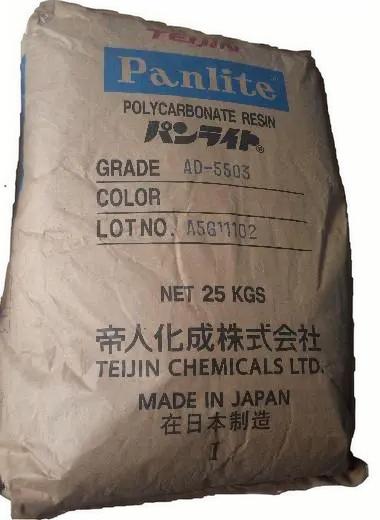 TEIJIN
Panlite®
POLYCARBONATE RESIN
パンライト®
GRADE AD-5503
COLOR
LOT NO. A5G11102
NET 25 KGS
帝人化成株式会社
TEIJIN CHEMICALS LTD.
MADE IN JAPAN
在日本制造
I